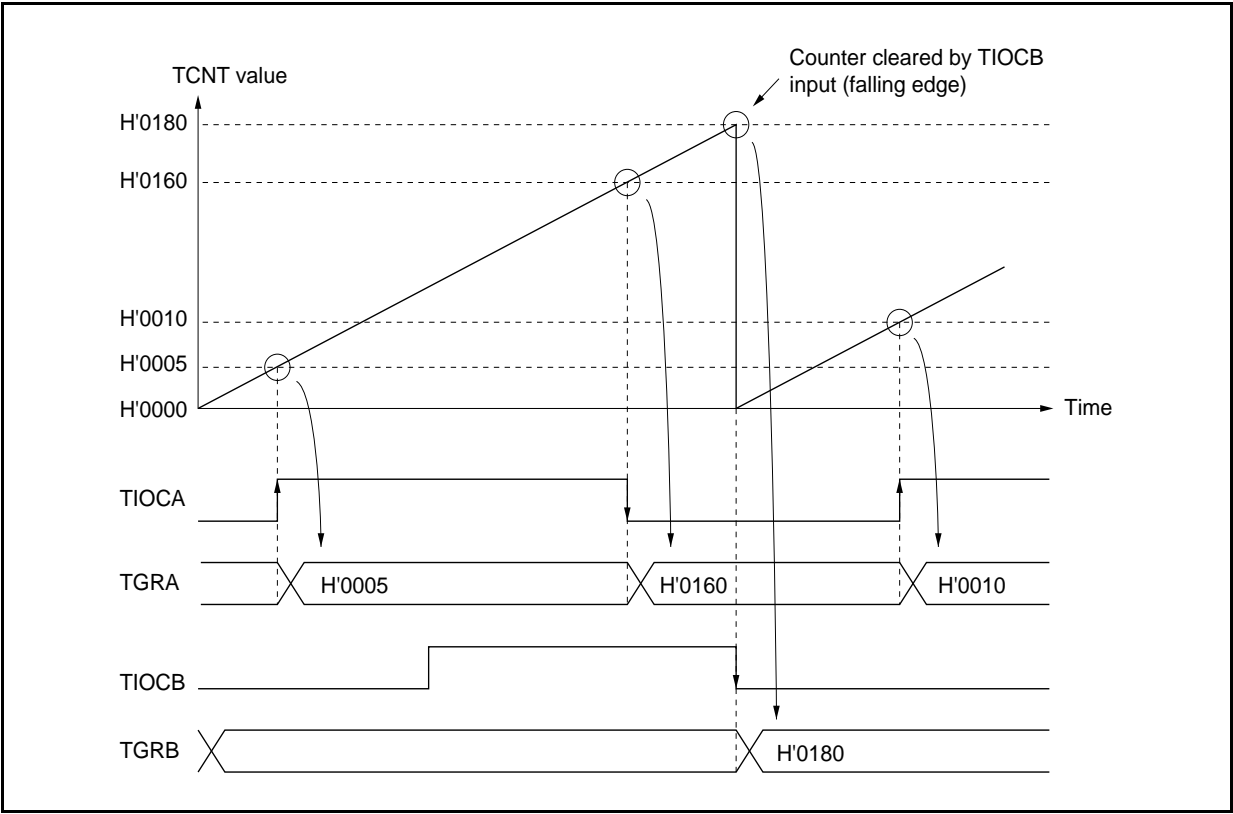 Counter cleared by TIOCB
input (falling edge)
TCNT value
H'0180
H'0160
H'0010
H'0005
H'0000
Time
TIOCA
TGRA
H'0005
H'0160
H'0010
TIOCB
TGRB
H'0180